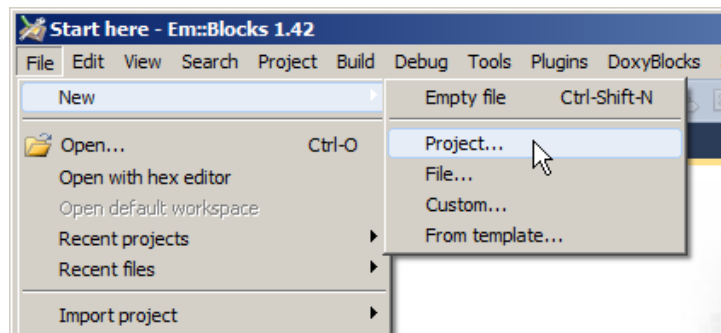 Start here - Em::Blocks 1.42
File Edit View Search Project Build Debug Tools Plugins DoxyBlocks
New
Empty file Ctrl-Shift-N
Open... Ctrl-O
Project...
Open with hex editor
File...
Open default workspace
Custom...
Recent projects
From template...
Recent files
Import project